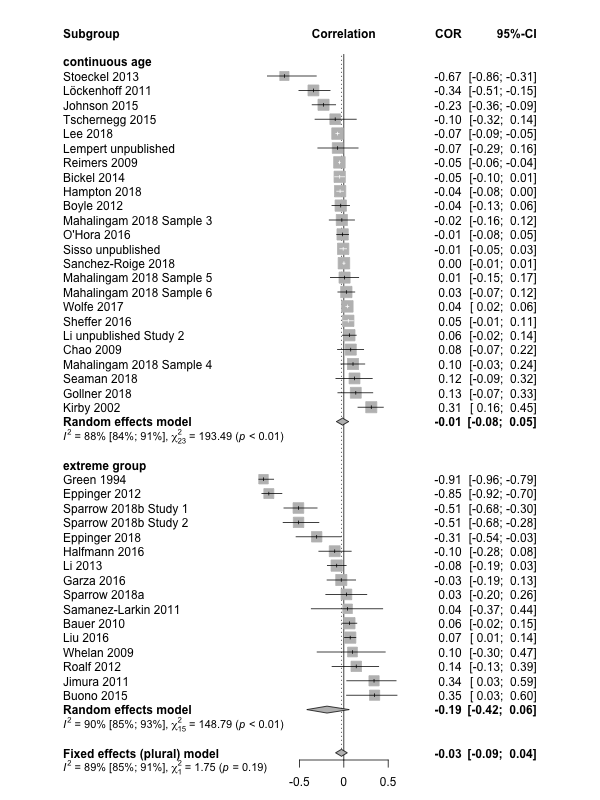 Subgroup Correlation COR 95%-CI
continuous age
Stoeckel 2013 -0.67 [-0.86; -0.31]
Löckenhoff 2011 -0.34 [-0.51; -0.15]
Johnson 2015 -0.23 [-0.36; -0.09]
Tschernegg 2015 -0.10 [-0.32; 0.14]
Lee 2018 -0.07 [-0.09; -0.05]
Lempert unpublished -0.07 [-0.29; 0.16]
Reimers 2009 -0.05 [-0.06; -0.04]
Bickel 2014 -0.05 [-0.10; 0.01]
Hampton 2018 -0.04 [-0.08; 0.00]
Boyle 2012 -0.04 [-0.13; 0.06]
Mahalingam 2018 Sample 3 -0.02 [-0.16; 0.12]
O'Hora 2016 -0.01 [-0.08; 0.05]
Sisso unpublished -0.01 [-0.05; 0.03]
Sanchez-Roige 2018 0.00 [-0.01; 0.01]
Mahalingam 2018 Sample 5 0.01 [-0.15; 0.17]
Mahalingam 2018 Sample 6 0.03 [-0.07; 0.12]
Wolfe 2017 0.04 [ 0.02; 0.06]
Sheffer 2016 0.05 [-0.01; 0.11]
Li unpublished Study 2 0.06 [-0.02; 0.14]
Chao 2009 0.08 [-0.07; 0.22]
Mahalingam 2018 Sample 4 0.10 [-0.03; 0.24]
Seaman 2018 0.12 [-0.09; 0.32]
Gollner 2018 0.13 [-0.07; 0.33]
Kirby 2002 0.31 [ 0.16; 0.45]
Random effects model -0.01 [-0.08; 0.05]
I² = 88% [84%; 91%], χ²₂₃ = 193.49 (p < 0.01)
extreme group
Green 1994 -0.91 [-0.96; -0.79]
Eppinger 2012 -0.85 [-0.92; -0.70]
Sparrow 2018b Study 1 -0.51 [-0.68; -0.30]
Sparrow 2018b Study 2 -0.51 [-0.68; -0.28]
Eppinger 2018 -0.31 [-0.54; -0.03]
Halfmann 2016 -0.10 [-0.28; 0.08]
Li 2013 -0.08 [-0.19; 0.03]
Garza 2016 -0.03 [-0.19; 0.13]
Sparrow 2018a 0.03 [-0.20; 0.26]
Samanez-Larkin 2011 0.04 [-0.37; 0.44]
Bauer 2010 0.06 [-0.02; 0.15]
Liu 2016 0.07 [ 0.01; 0.14]
Whelan 2009 0.10 [-0.30; 0.47]
Roalf 2012 0.14 [-0.13; 0.39]
Jimura 2011 0.34 [ 0.03; 0.59]
Buono 2015 0.35 [ 0.03; 0.60]
Random effects model -0.19 [-0.42; 0.06]
I² = 90% [85%; 93%], χ²₁₅ = 148.79 (p < 0.01)
Fixed effects (plural) model -0.03 [-0.09; 0.04]
I² = 89% [85%; 91%], χ²₁ = 1.75 (p = 0.19)
-0.5 0 0.5